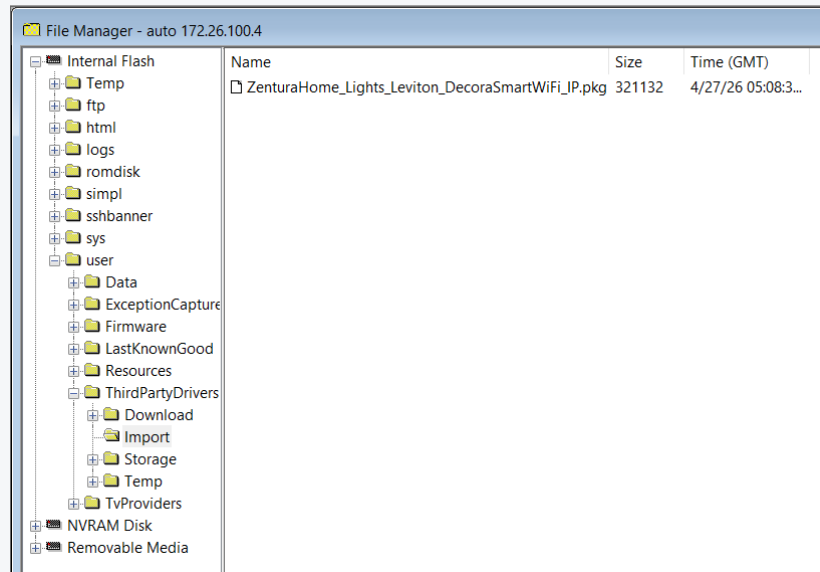 File Manager - auto 172.26.100.4
Internal Flash
Temp
ftp
html
logs
romdisk
simpl
sshbanner
sys
user
Data
ExceptionCapture
Firmware
LastKnownGood
Resources
ThirdPartyDrivers
Download
Import
Storage
Temp
TvProviders
NVRAM Disk
Removable Media
Name Size Time (GMT)
ZenturaHome_Lights_Leviton_DecoraSmartWiFi_IP.pkg 321132 4/27/26 05:08:3...